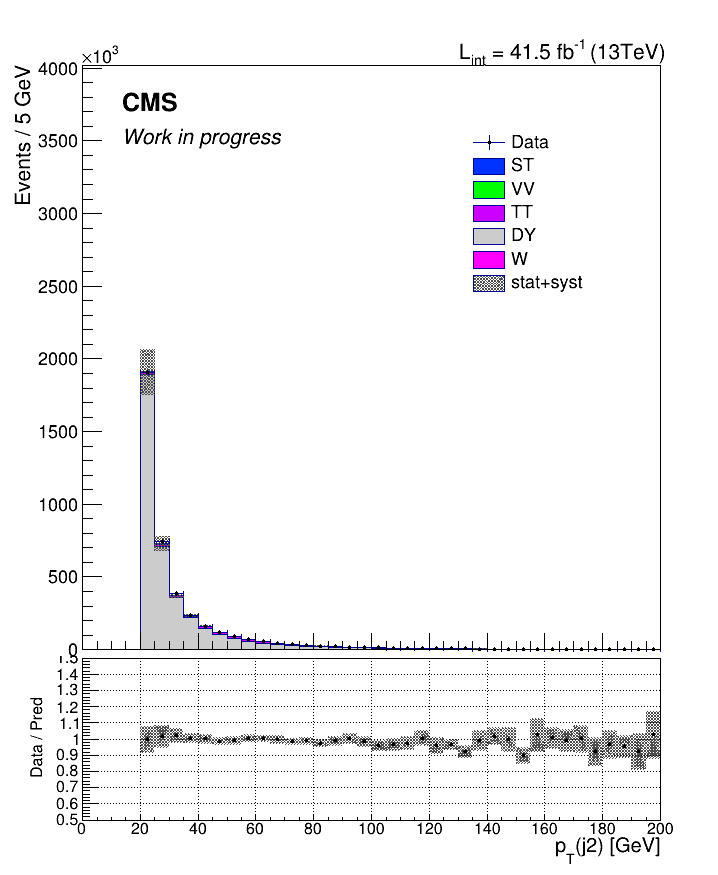 ×10³
L_int = 41.5 fb⁻¹ (13TeV)
Events / 5 GeV
4000
3500
3000
2500
2000
1500
1000
500
0
CMS
Work in progress
Data
ST
VV
TT
DY
W
stat+syst
Data / Pred
1.5
1.4
1.3
1.2
1.1
1
0.9
0.8
0.7
0.6
0.5
0 20 40 60 80 100 120 140 160 180 200
p_T(j2) [GeV]